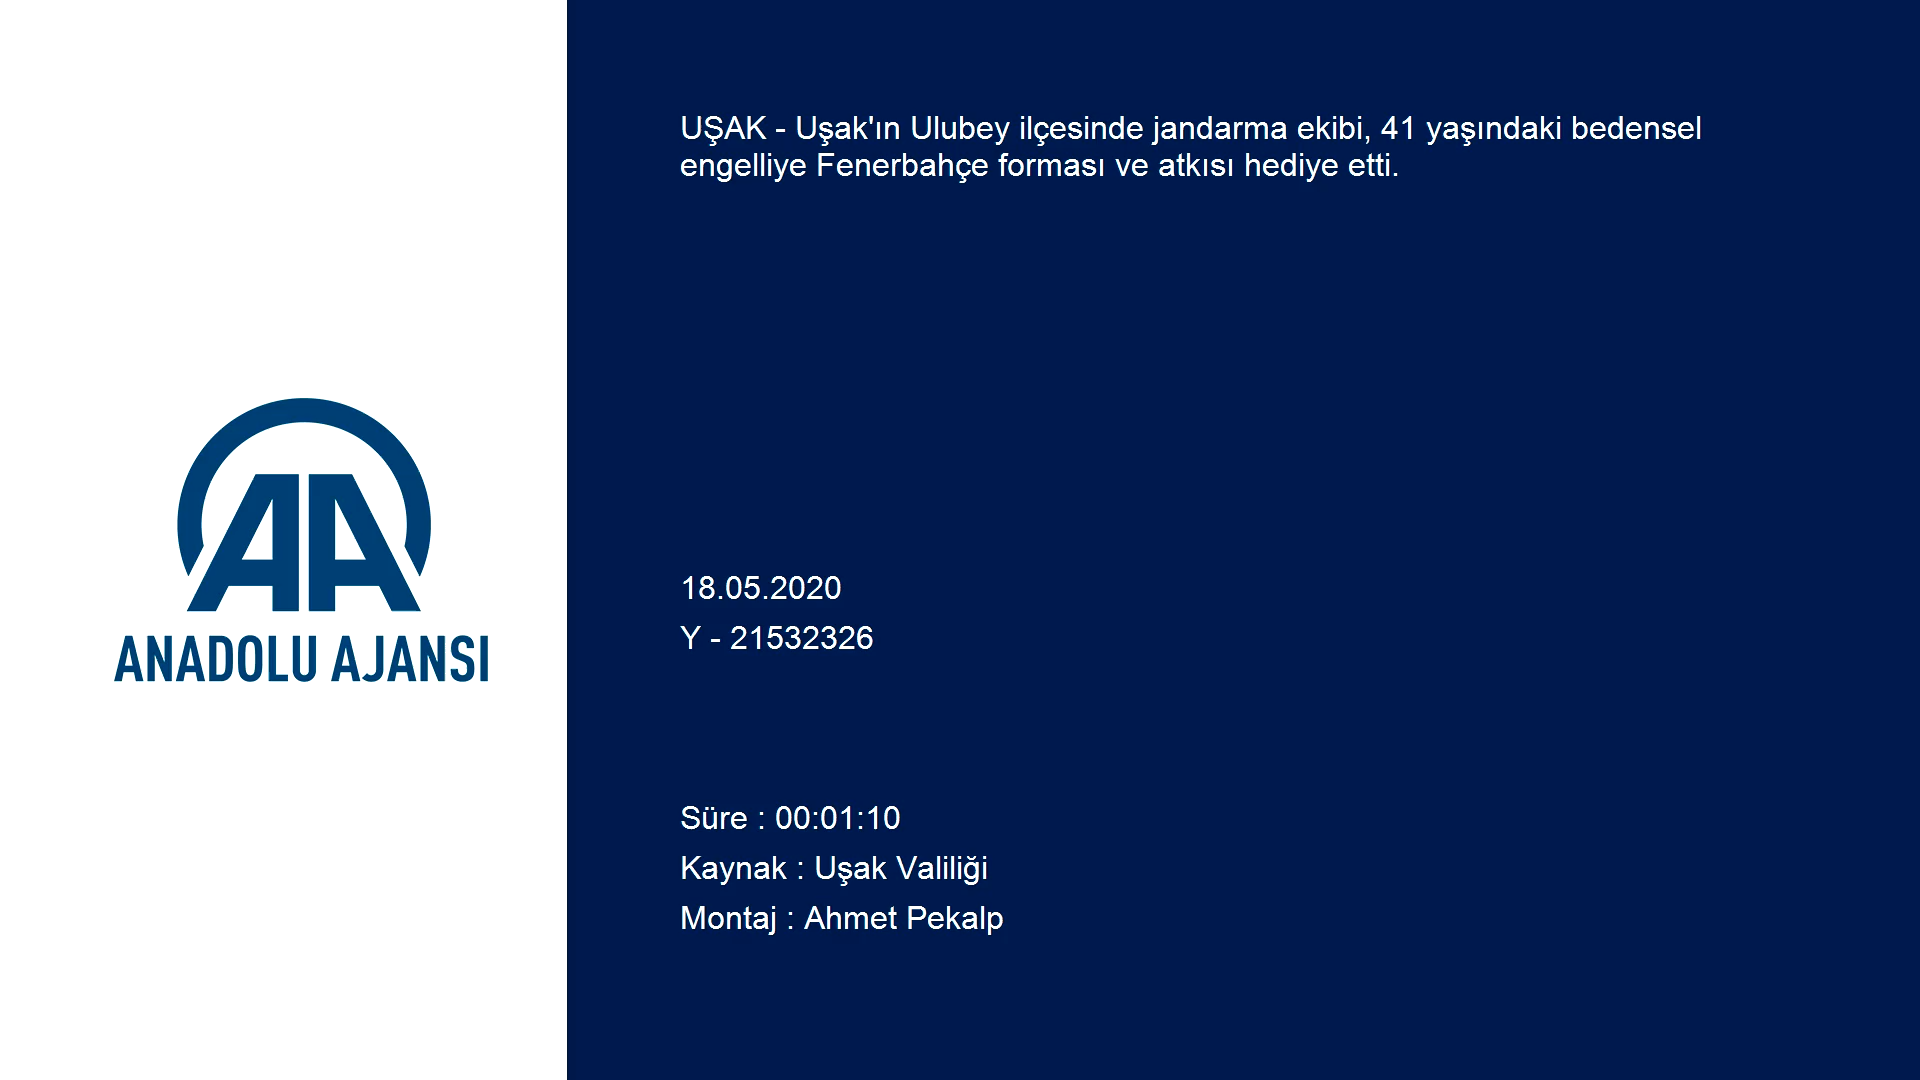 UŞAK - Uşak'ın Ulubey ilçesinde jandarma ekibi, 41 yaşındaki bedensel
engelliye Fenerbahçe forması ve atkısı hediye etti.
AA
ANADOLU AJANSI
18.05.2020
Y - 21532326
Süre : 00:01:10
Kaynak : Uşak Valiliği
Montaj : Ahmet Pekalp